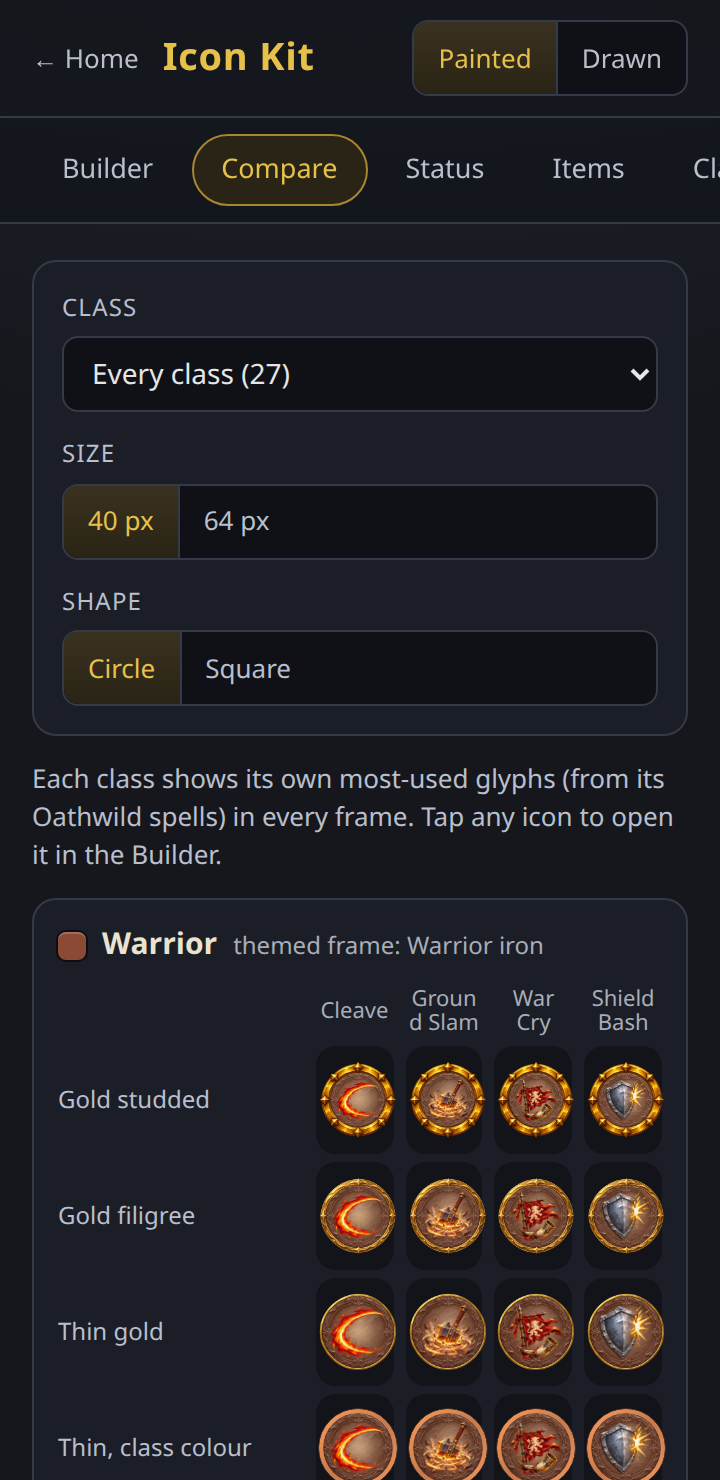 ← Home Icon Kit Painted Drawn
Builder Compare Status Items Cla
CLASS
Every class (27)
SIZE
40 px 64 px
SHAPE
Circle Square
Each class shows its own most-used glyphs (from its
Oathwild spells) in every frame. Tap any icon to open
it in the Builder.
Warrior themed frame: Warrior iron
Cleave
Groun
d Slam
War
Cry
Shield
Bash
Gold studded
Gold filigree
Thin gold
Thin, class colour